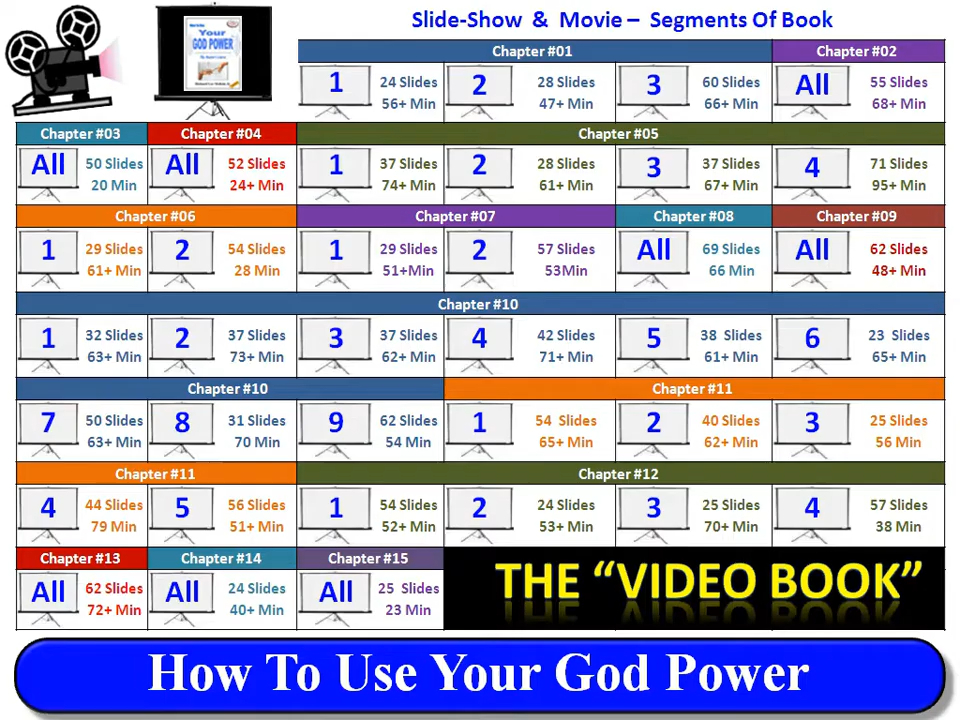 Slide-Show & Movie – Segments Of Book
Your
GOD POWER
Chapter #01
Chapter #02
1 24 Slides 56+ Min
2 28 Slides 47+ Min
3 60 Slides 66+ Min
All 55 Slides 68+ Min
Chapter #03
Chapter #04
Chapter #05
All 50 Slides 20 Min
All 52 Slides 24+ Min
1 37 Slides 74+ Min
2 28 Slides 61+ Min
3 37 Slides 67+ Min
4 71 Slides 95+ Min
Chapter #06
Chapter #07
Chapter #08
Chapter #09
1 29 Slides 61+ Min
2 54 Slides 28 Min
1 29 Slides 51+Min
2 57 Slides 53Min
All 69 Slides 66 Min
All 62 Slides 48+ Min
Chapter #10
1 32 Slides 63+ Min
2 37 Slides 73+ Min
3 37 Slides 62+ Min
4 42 Slides 71+ Min
5 38 Slides 61+ Min
6 23 Slides 65+ Min
Chapter #10
Chapter #11
7 50 Slides 63+ Min
8 31 Slides 70 Min
9 62 Slides 54 Min
1 54 Slides 65+ Min
2 40 Slides 62+ Min
3 25 Slides 56 Min
Chapter #11
Chapter #12
4 44 Slides 79 Min
5 56 Slides 51+ Min
1 54 Slides 52+ Min
2 24 Slides 53+ Min
3 25 Slides 70+ Min
4 57 Slides 38 Min
Chapter #13
Chapter #14
Chapter #15
All 62 Slides 72+ Min
All 24 Slides 40+ Min
All 25 Slides 23 Min
THE “VIDEO BOOK”
How To Use Your God Power